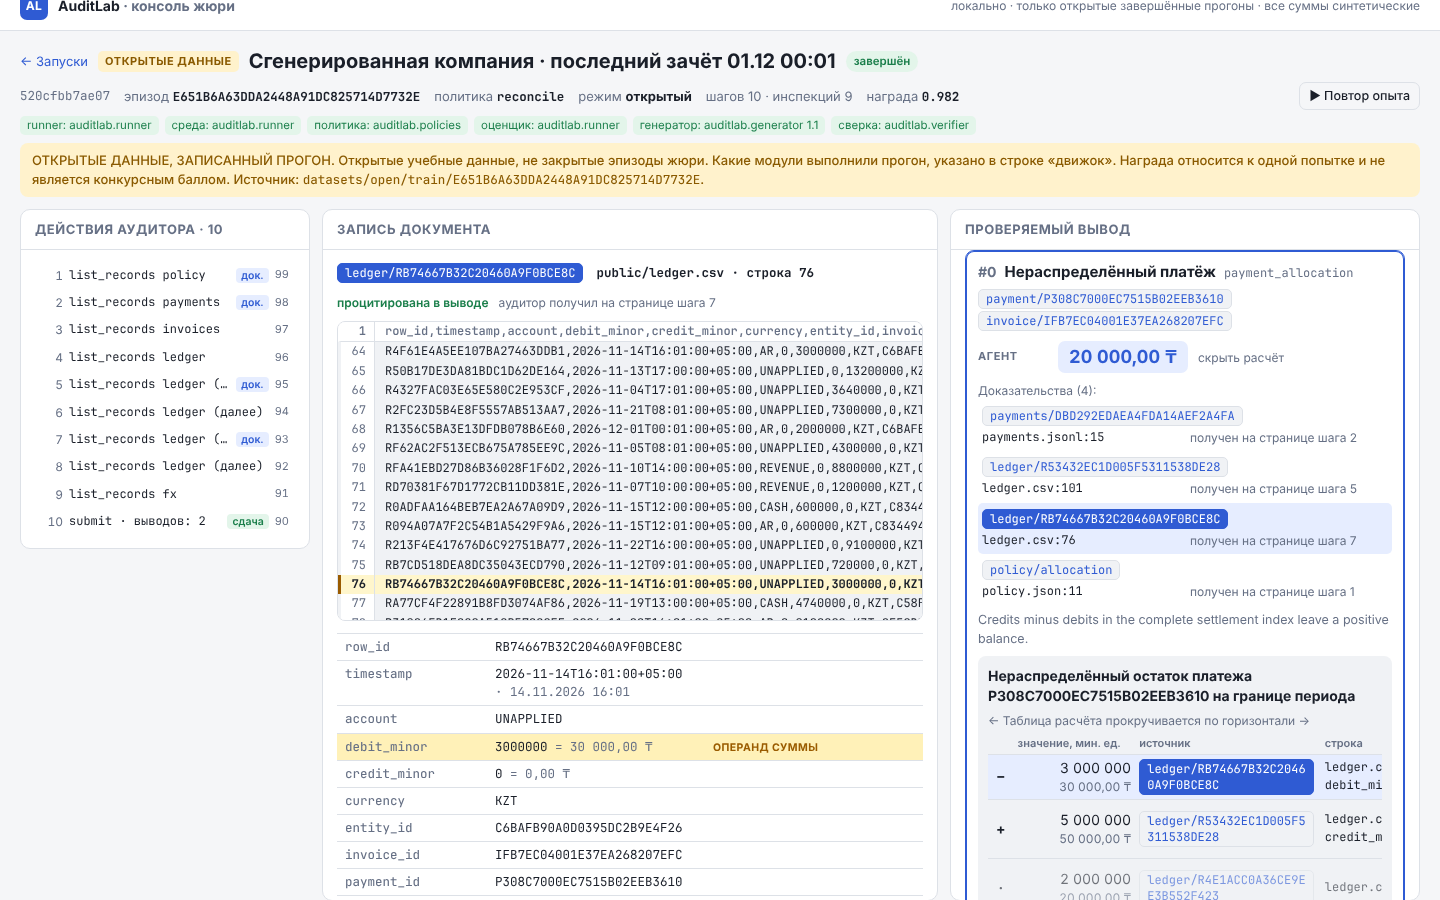 AL AuditLab · консоль жюри
локально · только открытые завершённые прогоны · все суммы синтетические
← Запуски ОТКРЫТЫЕ ДАННЫЕ Сгенерированная компания · последний зачёт 01.12 00:01 завершён
520cfbb7ae07 эпизод E651B6A63DDA2448A91DC825714D7732E политика reconcile режим открытый шагов 10 · инспекций 9 награда 0.982
▶ Повтор опыта
runner: auditlab.runner среда: auditlab.runner политика: auditlab.policies оценщик: auditlab.runner генератор: auditlab.generator 1.1 сверка: auditlab.verifier
ОТКРЫТЫЕ ДАННЫЕ, ЗАПИСАННЫЙ ПРОГОН. Открытые учебные данные, не закрытые эпизоды жюри. Какие модули выполнили прогон, указано в строке «движок». Награда относится к одной попытке и не
является конкурсным баллом. Источник: datasets/open/train/E651B6A63DDA2448A91DC825714D7732E.
ДЕЙСТВИЯ АУДИТОРА · 10
1 list_records policy док. 99
2 list_records payments док. 98
3 list_records invoices 97
4 list_records ledger 96
5 list_records ledger (… док. 95
6 list_records ledger (далее) 94
7 list_records ledger (… док. 93
8 list_records ledger (далее) 92
9 list_records fx 91
10 submit · выводов: 2 сдача 90
ЗАПИСЬ ДОКУМЕНТА
ledger/RB74667B32C20460A9F0BCE8C public/ledger.csv · строка 76
процитирована в выводе аудитор получил на странице шага 7
1 row_id,timestamp,account,debit_minor,credit_minor,currency,entity_id,invoic
64 R4F61E4A5EE107BA27463DDB1,2026-11-14T16:01:00+05:00,AR,0,3000000,KZT,C6BAFB
65 R50B17DE3DA81BDC1D62DE164,2026-11-13T17:00:00+05:00,UNAPPLIED,0,13200000,KZ
66 R4327FAC03E65E580C2E953CF,2026-11-04T17:01:00+05:00,UNAPPLIED,3640000,0,KZT
67 R2FC23D5B4E8F5557AB513AA7,2026-11-21T08:01:00+05:00,UNAPPLIED,7300000,0,KZT
68 R1356C5BA3E13DFDB078B8E60,2026-12-01T00:01:00+05:00,AR,0,2000000,KZT,C6BAFB
69 RF62AC2F513ECB675A785EE9C,2026-11-05T08:01:00+05:00,UNAPPLIED,4300000,0,KZT
70 RFA41EBD27D86B36028F1F6D2,2026-11-10T14:00:00+05:00,REVENUE,0,8800000,KZT,C
71 RD70381F67D1772CB11DD381E,2026-11-07T10:00:00+05:00,REVENUE,0,1200000,KZT,C
72 R0ADFAA164BEB7EA2A67A09D9,2026-11-15T12:00:00+05:00,CASH,600000,0,KZT,C8344
73 R094A07A7F2C54B1A5429F9A6,2026-11-15T12:01:00+05:00,AR,0,600000,KZT,C834494
74 R213F4E417676D6C92751BA77,2026-11-22T16:00:00+05:00,UNAPPLIED,0,9100000,KZT
75 RB7CD518DEA8DC35043ECD790,2026-11-12T09:01:00+05:00,UNAPPLIED,720000,0,KZT,
76 RB74667B32C20460A9F0BCE8C,2026-11-14T16:01:00+05:00,UNAPPLIED,3000000,0,KZT
77 RA77CF4F22891B8FD3074AF86,2026-11-19T13:00:00+05:00,CASH,4740000,0,KZT,C58F
row_id RB74667B32C20460A9F0BCE8C
timestamp 2026-11-14T16:01:00+05:00
· 14.11.2026 16:01
account UNAPPLIED
debit_minor 3000000 = 30 000,00 ₸ ОПЕРАНД СУММЫ
credit_minor 0 = 0,00 ₸
currency KZT
entity_id C6BAFB90A0D0395DC2B9E4F26
invoice_id IFB7EC04001E37EA268207EFC
payment_id P308C7000EC7515B02EEB3610
ПРОВЕРЯЕМЫЙ ВЫВОД
#0 Нераспределённый платёж payment_allocation
payment/P308C7000EC7515B02EEB3610
invoice/IFB7EC04001E37EA268207EFC
АГЕНТ 20 000,00 ₸ скрыть расчёт
Доказательства (4):
payments/DBD292EDAEA4FDA14AEF2A4FA
payments.jsonl:15 получен на странице шага 2
ledger/R53432EC1D005F5311538DE28
ledger.csv:101 получен на странице шага 5
ledger/RB74667B32C20460A9F0BCE8C
ledger.csv:76 получен на странице шага 7
policy/allocation
policy.json:11 получен на странице шага 1
Credits minus debits in the complete settlement index leave a positive
balance.
Нераспределённый остаток платежа
P308C7000EC7515B02EEB3610 на границе периода
← Таблица расчёта прокручивается по горизонтали →
значение, мин. ед. источник строка
− 3 000 000 ledger/RB74667B32C2046 ledger.c
30 000,00 ₸ 0A9F0BCE8C debit_mi
+ 5 000 000 ledger/R53432EC1D005F5 ledger.c
50 000,00 ₸ 311538DE28 credit_m
· 2 000 000 ledger/R4E1ACC0A36CE9E ledger.c
20 000,00 ₸ E3B552F423